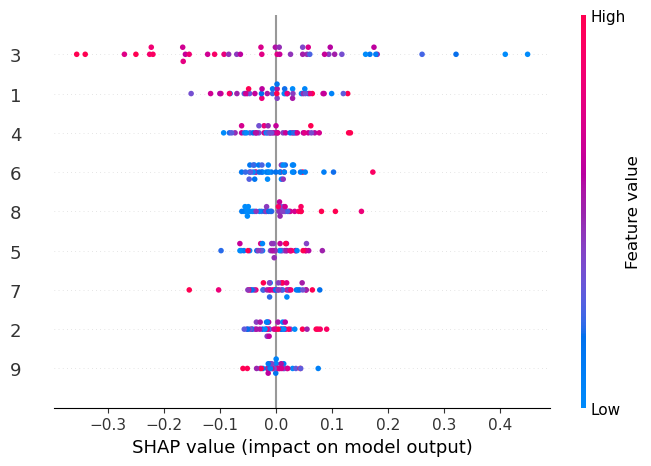 High
3
1
4
6
8
5
7
2
9
Feature value
Low
−0.3 −0.2 −0.1 0.0 0.1 0.2 0.3 0.4
SHAP value (impact on model output)